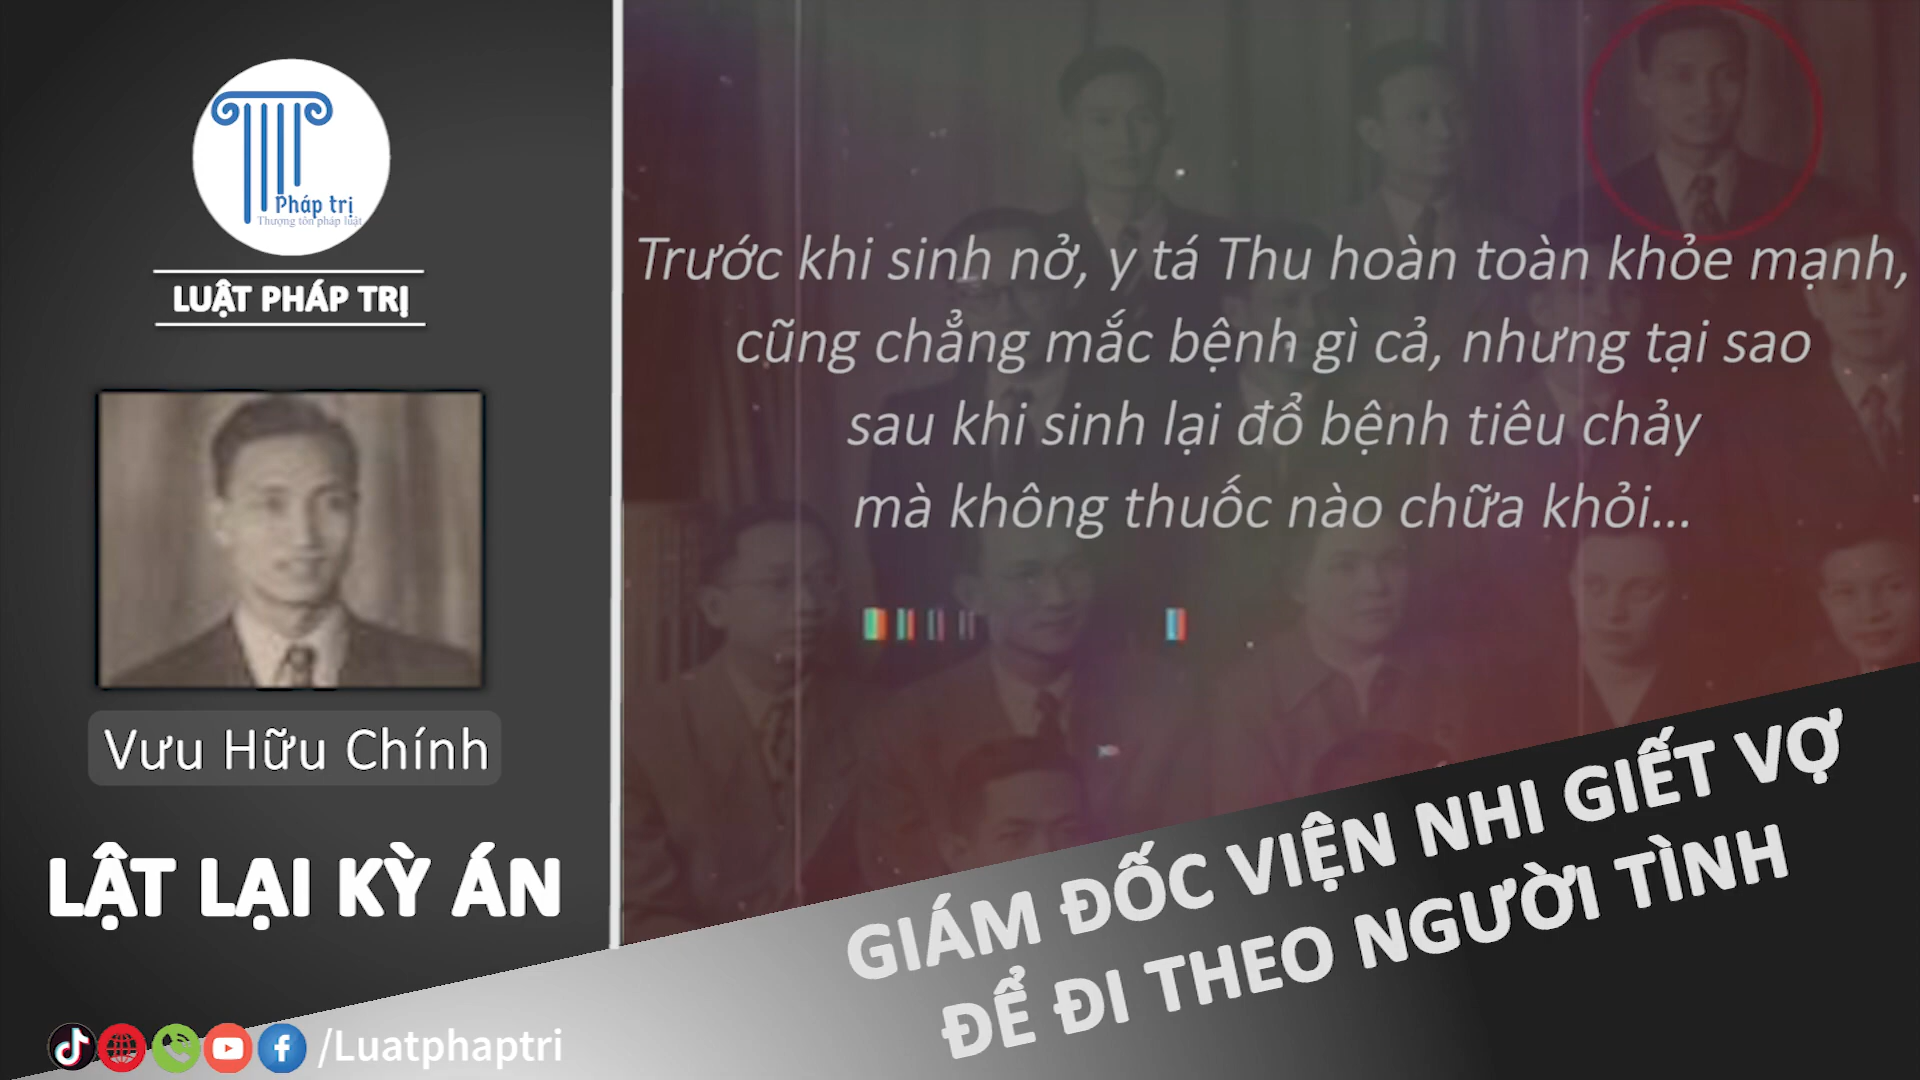 Pháp trị
Thượng tôn pháp luật
LUẬT PHÁP TRỊ
Vưu Hữu Chính
LẬT LẠI KỲ ÁN
/Luatphaptri
Trước khi sinh nở, y tá Thu hoàn toàn khỏe mạnh,
cũng chẳng mắc bệnh gì cả, nhưng tại sao
sau khi sinh lại đổ bệnh tiêu chảy
mà không thuốc nào chữa khỏi...
GIÁM ĐỐC VIỆN NHI GIẾT VỢ
ĐỂ ĐI THEO NGƯỜI TÌNH